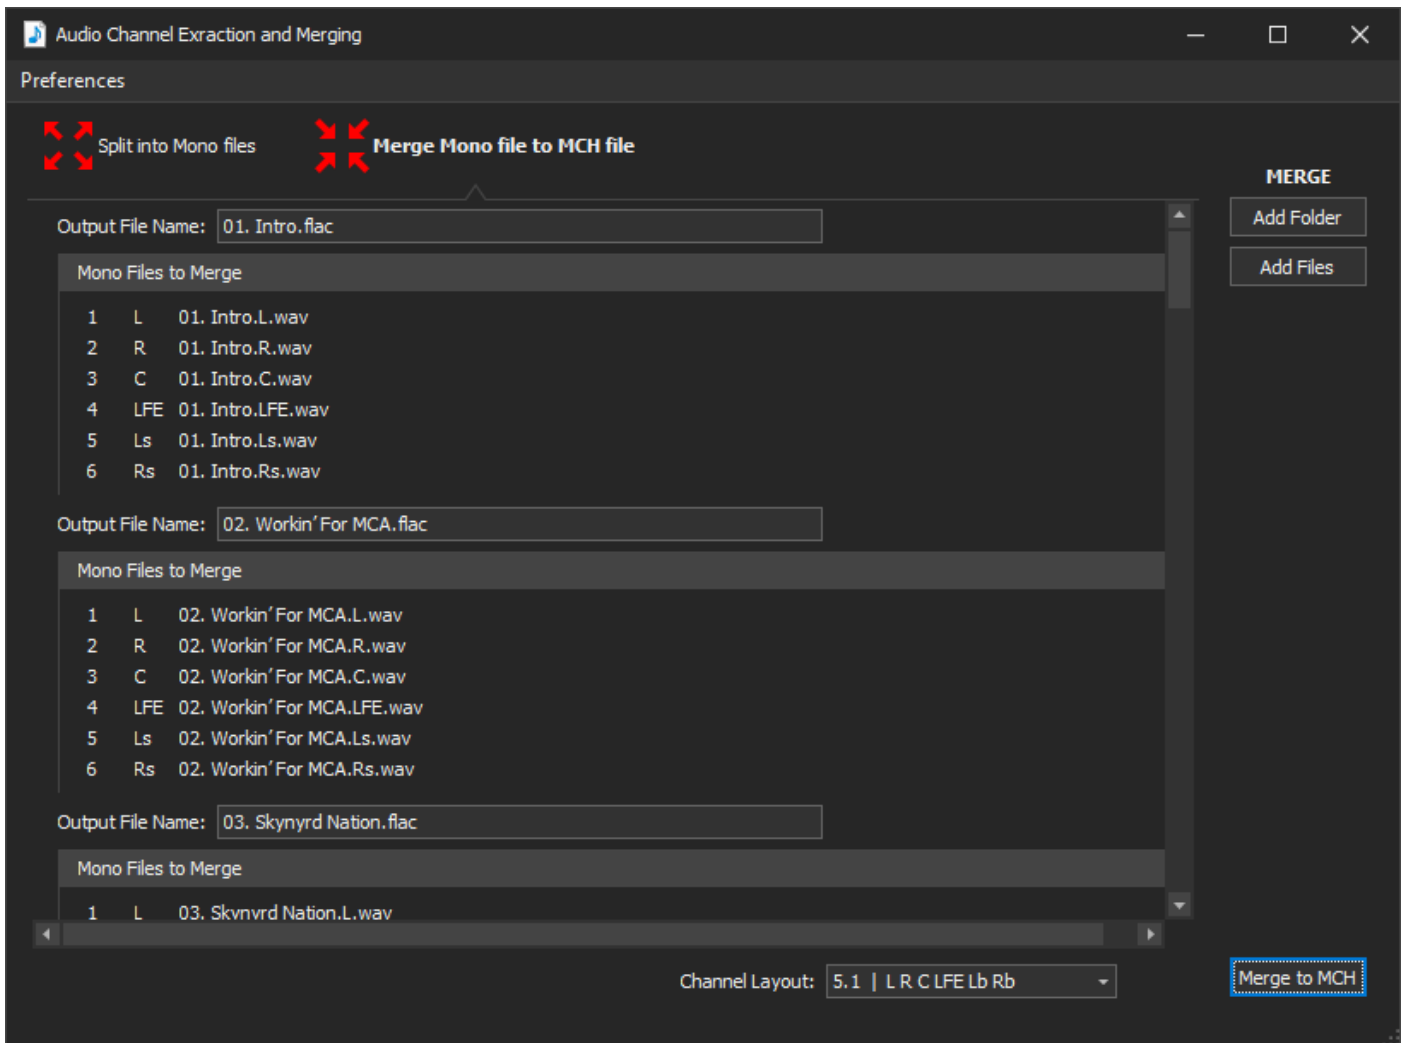 Audio Channel Exraction and Merging
Preferences
Split into Mono files
Merge Mono file to MCH file
MERGE
Add Folder
Add Files
Output File Name: 01. Intro.flac
Mono Files to Merge
1 L 01. Intro.L.wav
2 R 01. Intro.R.wav
3 C 01. Intro.C.wav
4 LFE 01. Intro.LFE.wav
5 Ls 01. Intro.Ls.wav
6 Rs 01. Intro.Rs.wav
Output File Name: 02. Workin´For MCA.flac
Mono Files to Merge
1 L 02. Workin´For MCA.L.wav
2 R 02. Workin´For MCA.R.wav
3 C 02. Workin´For MCA.C.wav
4 LFE 02. Workin´For MCA.LFE.wav
5 Ls 02. Workin´For MCA.Ls.wav
6 Rs 02. Workin´For MCA.Rs.wav
Output File Name: 03. Skynyrd Nation.flac
Mono Files to Merge
1 L 03. Skynyrd Nation.L.wav
Channel Layout: 5.1 | L R C LFE Lb Rb
Merge to MCH